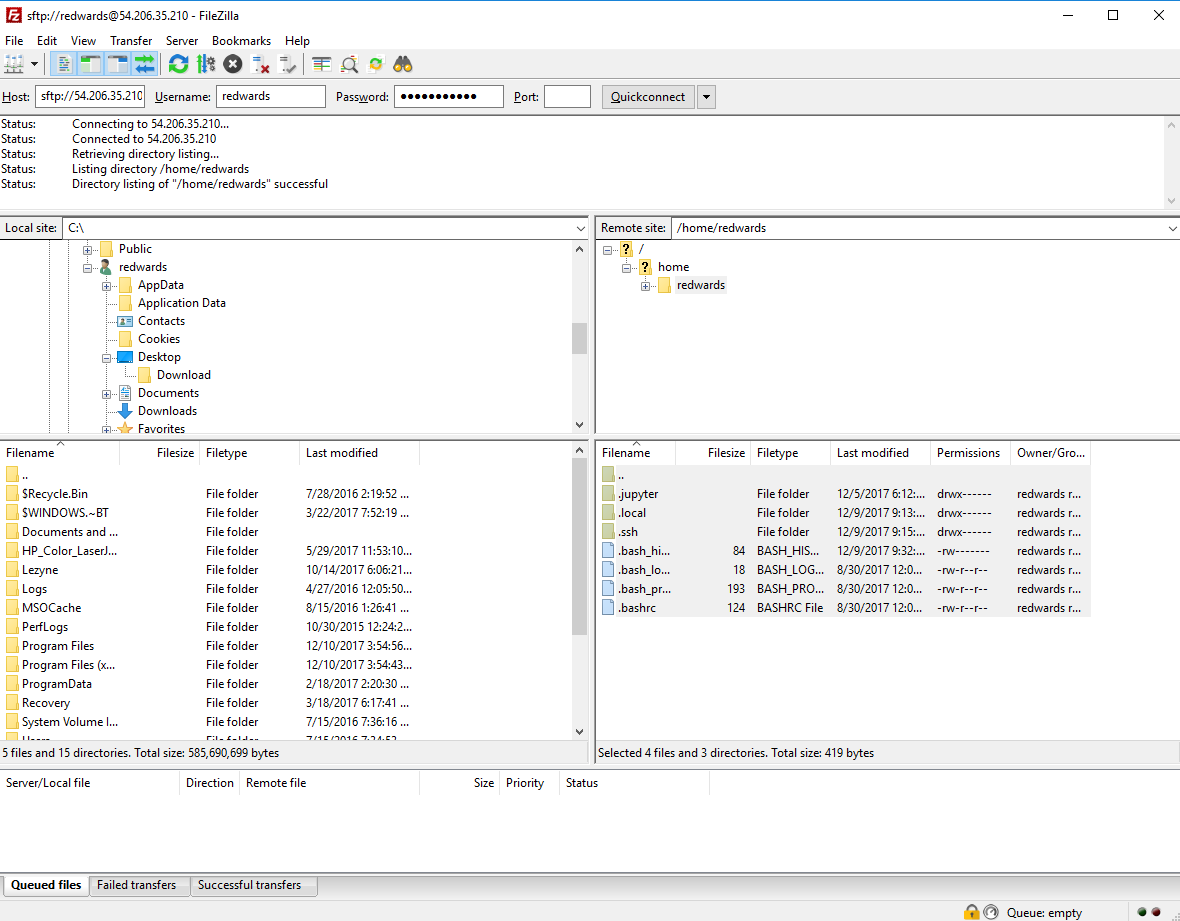 sftp://redwards@54.206.35.210 - FileZilla
File Edit View Transfer Server Bookmarks Help
Host: sftp://54.206.35.210 Username: redwards Password: ●●●●●●●●●●● Port: Quickconnect
Status: Connecting to 54.206.35.210...
Status: Connected to 54.206.35.210
Status: Retrieving directory listing...
Status: Listing directory /home/redwards
Status: Directory listing of "/home/redwards" successful
Local site: C:\
Public
redwards
AppData
Application Data
Contacts
Cookies
Desktop
Download
Documents
Downloads
Favorites
Remote site: /home/redwards
/
home
redwards
Filename Filesize Filetype Last modified
..
$Recycle.Bin File folder 7/28/2016 2:19:52 ...
$WINDOWS.~BT File folder 3/22/2017 7:52:19 ...
Documents and ... File folder
HP_Color_LaserJ... File folder 5/29/2017 11:53:10...
Lezyne File folder 10/14/2017 6:06:21...
Logs File folder 4/27/2016 12:05:50...
MSOCache File folder 8/15/2016 1:26:41 ...
PerfLogs File folder 10/30/2015 12:24:2...
Program Files File folder 12/10/2017 3:54:56...
Program Files (x... File folder 12/10/2017 3:54:43...
ProgramData File folder 2/18/2017 2:20:30 ...
Recovery File folder 3/18/2017 6:17:41 ...
System Volume I... File folder 7/15/2016 7:36:16 ...
Users File folder 7/15/2016 7:34:52 ...
5 files and 15 directories. Total size: 585,690,699 bytes
Filename Filesize Filetype Last modified Permissions Owner/Gro...
..
.jupyter File folder 12/5/2017 6:12:... drwx------ redwards r...
.local File folder 12/9/2017 9:13:... drwx------ redwards r...
.ssh File folder 12/9/2017 9:15:... drwx------ redwards r...
.bash_hi... 84 BASH_HIS... 12/9/2017 9:32:... -rw------- redwards r...
.bash_lo... 18 BASH_LOG... 8/30/2017 12:0... -rw-r--r-- redwards r...
.bash_pr... 193 BASH_PRO... 8/30/2017 12:0... -rw-r--r-- redwards r...
.bashrc 124 BASHRC File 8/30/2017 12:0... -rw-r--r-- redwards r...
Selected 4 files and 3 directories. Total size: 419 bytes
Server/Local file Direction Remote file Size Priority Status
Queued files Failed transfers Successful transfers
Queue: empty